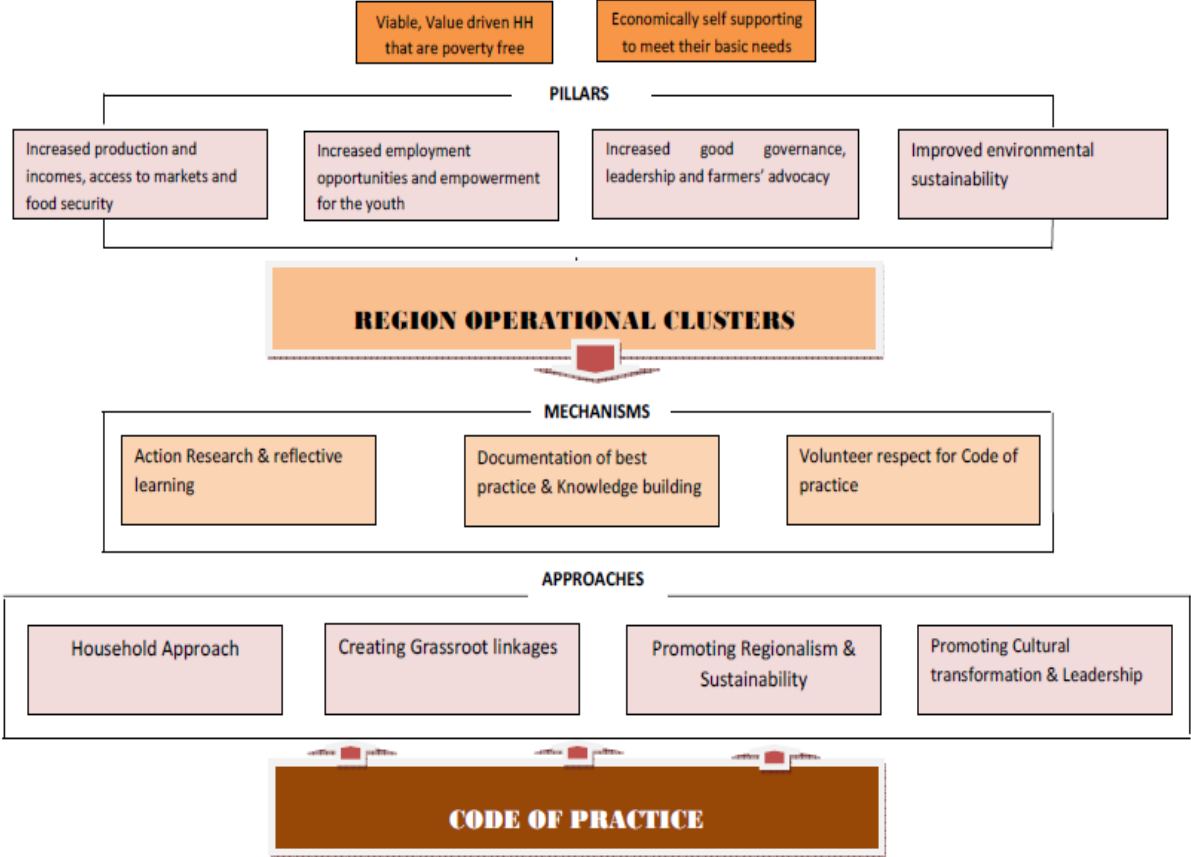 Viable, Value driven HH
that are poverty free
Economically self supporting
to meet their basic needs
PILLARS
Increased production and
incomes, access to markets and
food security
Increased employment
opportunities and empowerment
for the youth
Increased good governance,
leadership and farmers' advocacy
Improved environmental
sustainability
REGION OPERATIONAL CLUSTERS
MECHANISMS
Action Research & reflective
learning
Documentation of best
practice & Knowledge building
Volunteer respect for Code of
practice
APPROACHES
Household Approach
Creating Grassroot linkages
Promoting Regionalism &
Sustainability
Promoting Cultural
transformation & Leadership
CODE OF PRACTICE